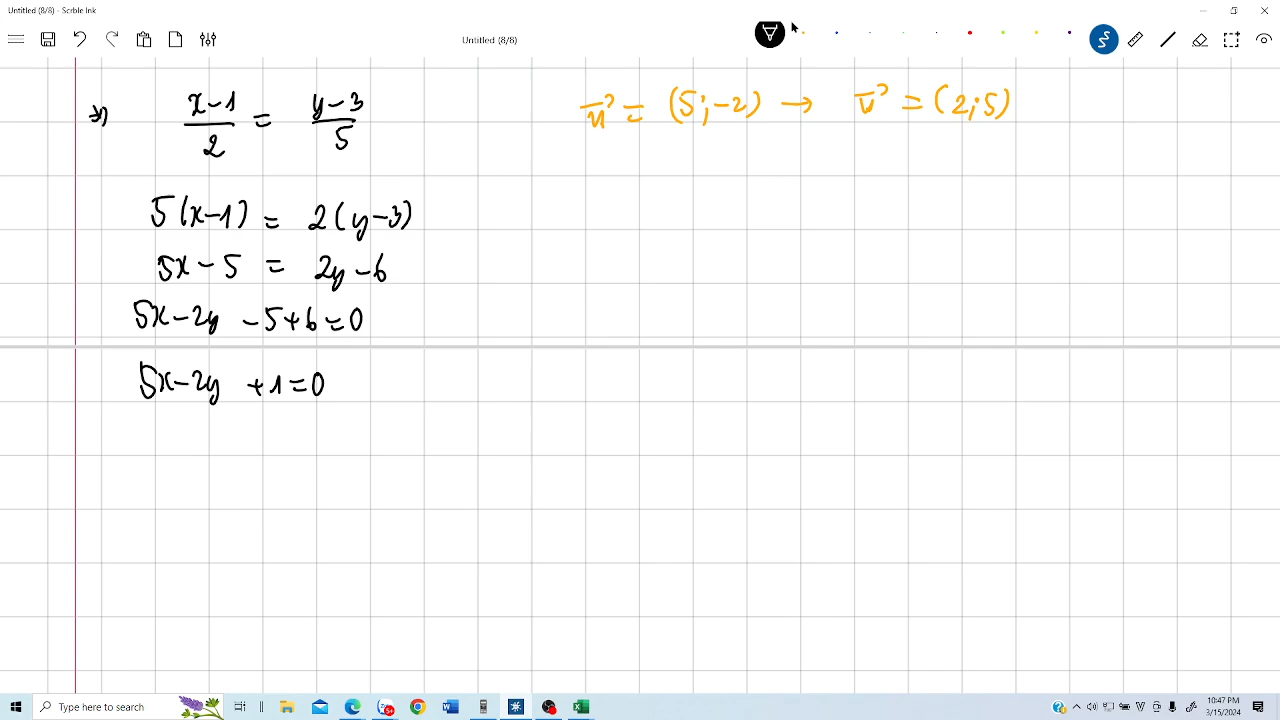 Untitled (8/8) - Scrble Ink
Untitled (8/8)
⇒ (x-1)/2 = (y-3)/5
5(x-1) = 2(y-3)
5x-5 = 2y-6
5x-2y -5+6=0
5x-2y +1=0
u⃗ = (5;-2) → u⃗ = (2;5)
Type here to search
5+
10:47 PM
3/15/2024